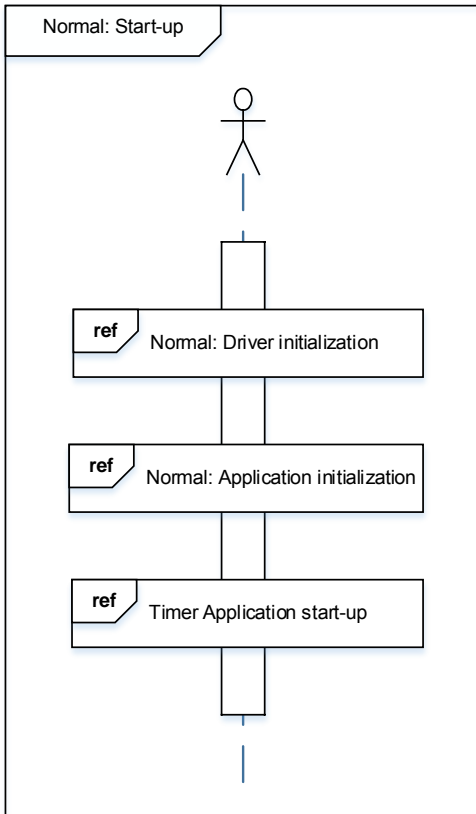 Normal: Start-up
ref
Normal: Driver initialization
ref
Normal: Application initialization
ref
Timer Application start-up